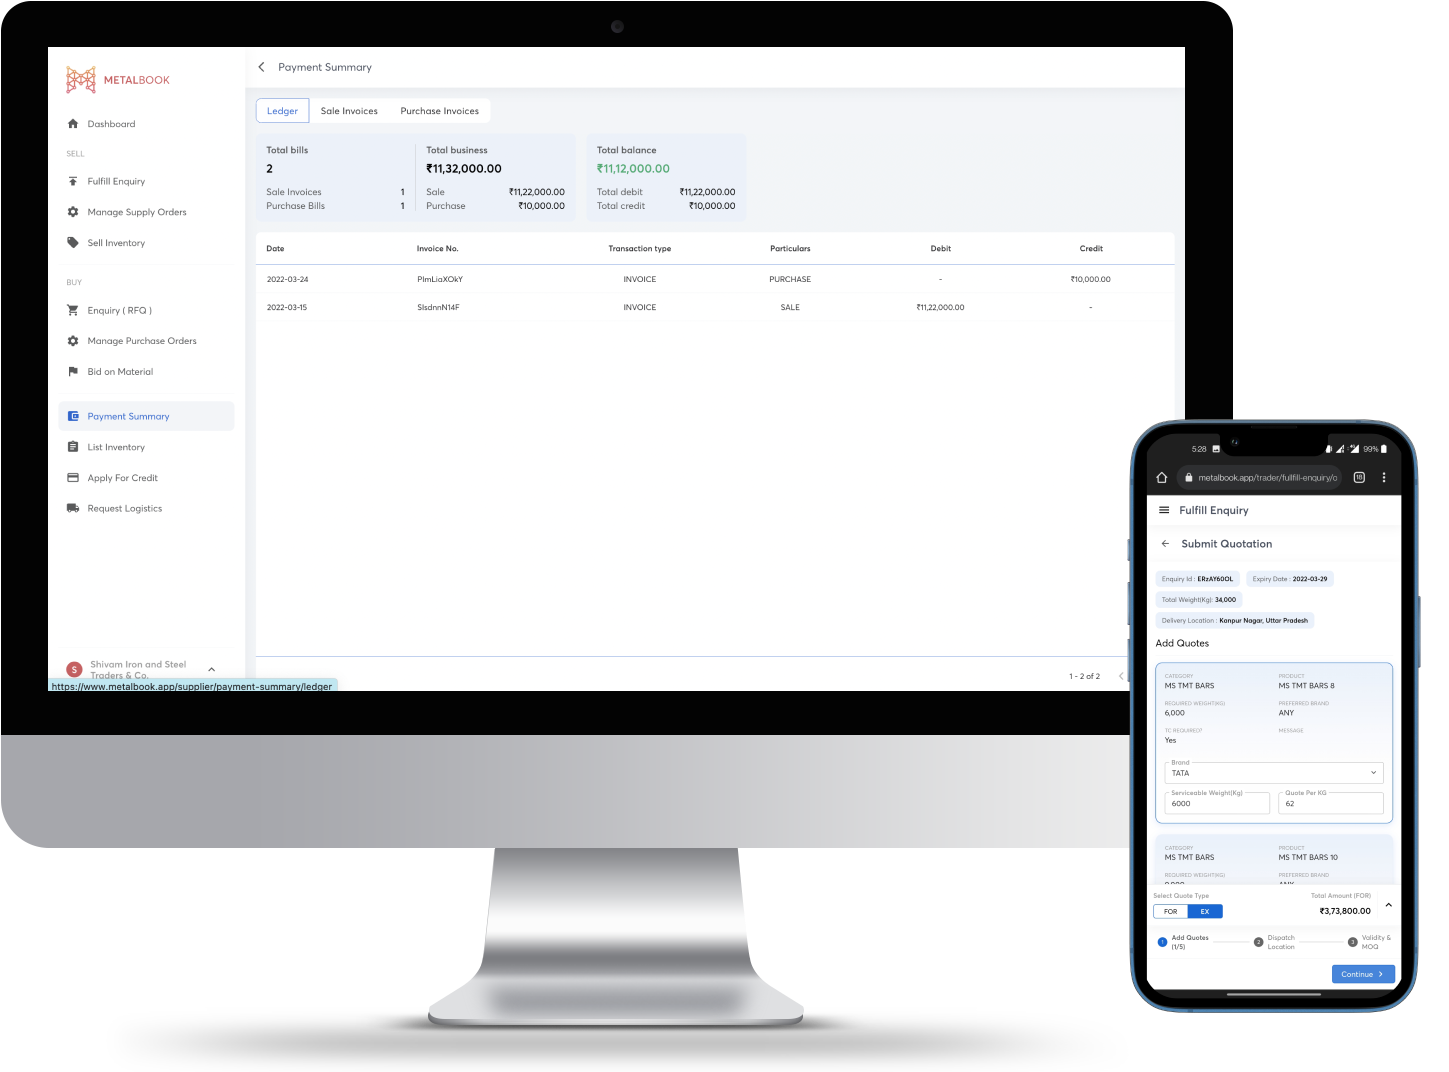 METALBOOK
Dashboard
SELL
Fulfill Enquiry
Manage Supply Orders
Sell Inventory
BUY
Enquiry ( RFQ )
Manage Purchase Orders
Bid on Material
Payment Summary
List Inventory
Apply For Credit
Request Logistics
S
Shivam Iron and Steel
Traders & Co.
https://www.metalbook.app/supplier/payment-summary/ledger
Payment Summary
Ledger Sale Invoices Purchase Invoices
Total bills
2
Sale Invoices 1
Purchase Bills 1
Total business
₹11,32,000.00
Sale ₹11,22,000.00
Purchase ₹10,000.00
Total balance
₹11,12,000.00
Total debit ₹11,22,000.00
Total credit ₹10,000.00
Date Invoice No. Transaction type Particulars Debit Credit
2022-03-24 PImLiaXOkY INVOICE PURCHASE - ₹10,000.00
2022-03-15 SIsdnnN14F INVOICE SALE ₹11,22,000.00 -
1 - 2 of 2
5:28 99%
metalbook.app/trader/fullfill-enquiry/o
18
Fulfill Enquiry
Submit Quotation
Enquiry Id : ERzAY60OL Expiry Date : 2022-03-29
Total Weight(Kg): 34,000
Delivery Location : Kanpur Nagar, Uttar Pradesh
Add Quotes
CATEGORY PRODUCT
MS TMT BARS MS TMT BARS 8
REQUIRED WEIGHT(KG) PREFERRED BRAND
6,000 ANY
TC REQUIRED? MESSAGE
Yes
Brand
TATA
Serviceable Weight(Kg) Quote Per KG
6000 62
CATEGORY PRODUCT
MS TMT BARS MS TMT BARS 10
REQUIRED WEIGHT(KG) PREFERRED BRAND
Select Quote Type Total Amount (FOR)
FOR EX ₹3,73,800.00
1 Add Quotes (1/5)
2 Dispatch Location
3 Validity & MOQ
Continue